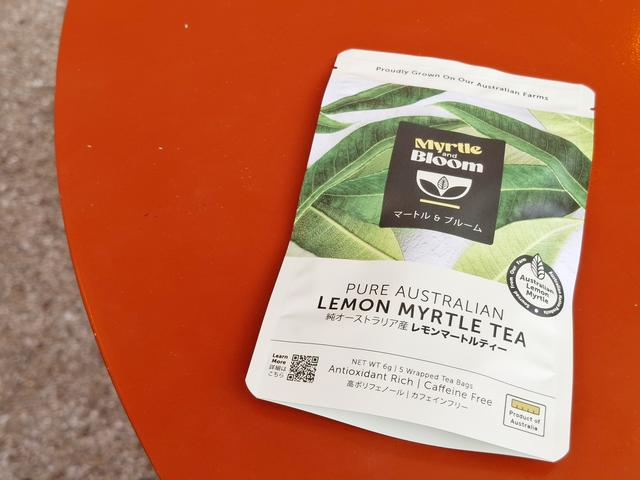 Proudly Grown On Our Australian Farms
Myrtle
and
Bloom
マートル & ブルーム
Australian
Lemon
Myrtle
PURE AUSTRALIAN
LEMON MYRTLE TEA
純オーストラリア産 レモンマートルティー
Learn
More
詳細は
こちら
NET WT 6g | 5 Wrapped Tea Bags
Antioxidant Rich | Caffeine Free
高ポリフェノール | カフェインフリー
Product of
Australia